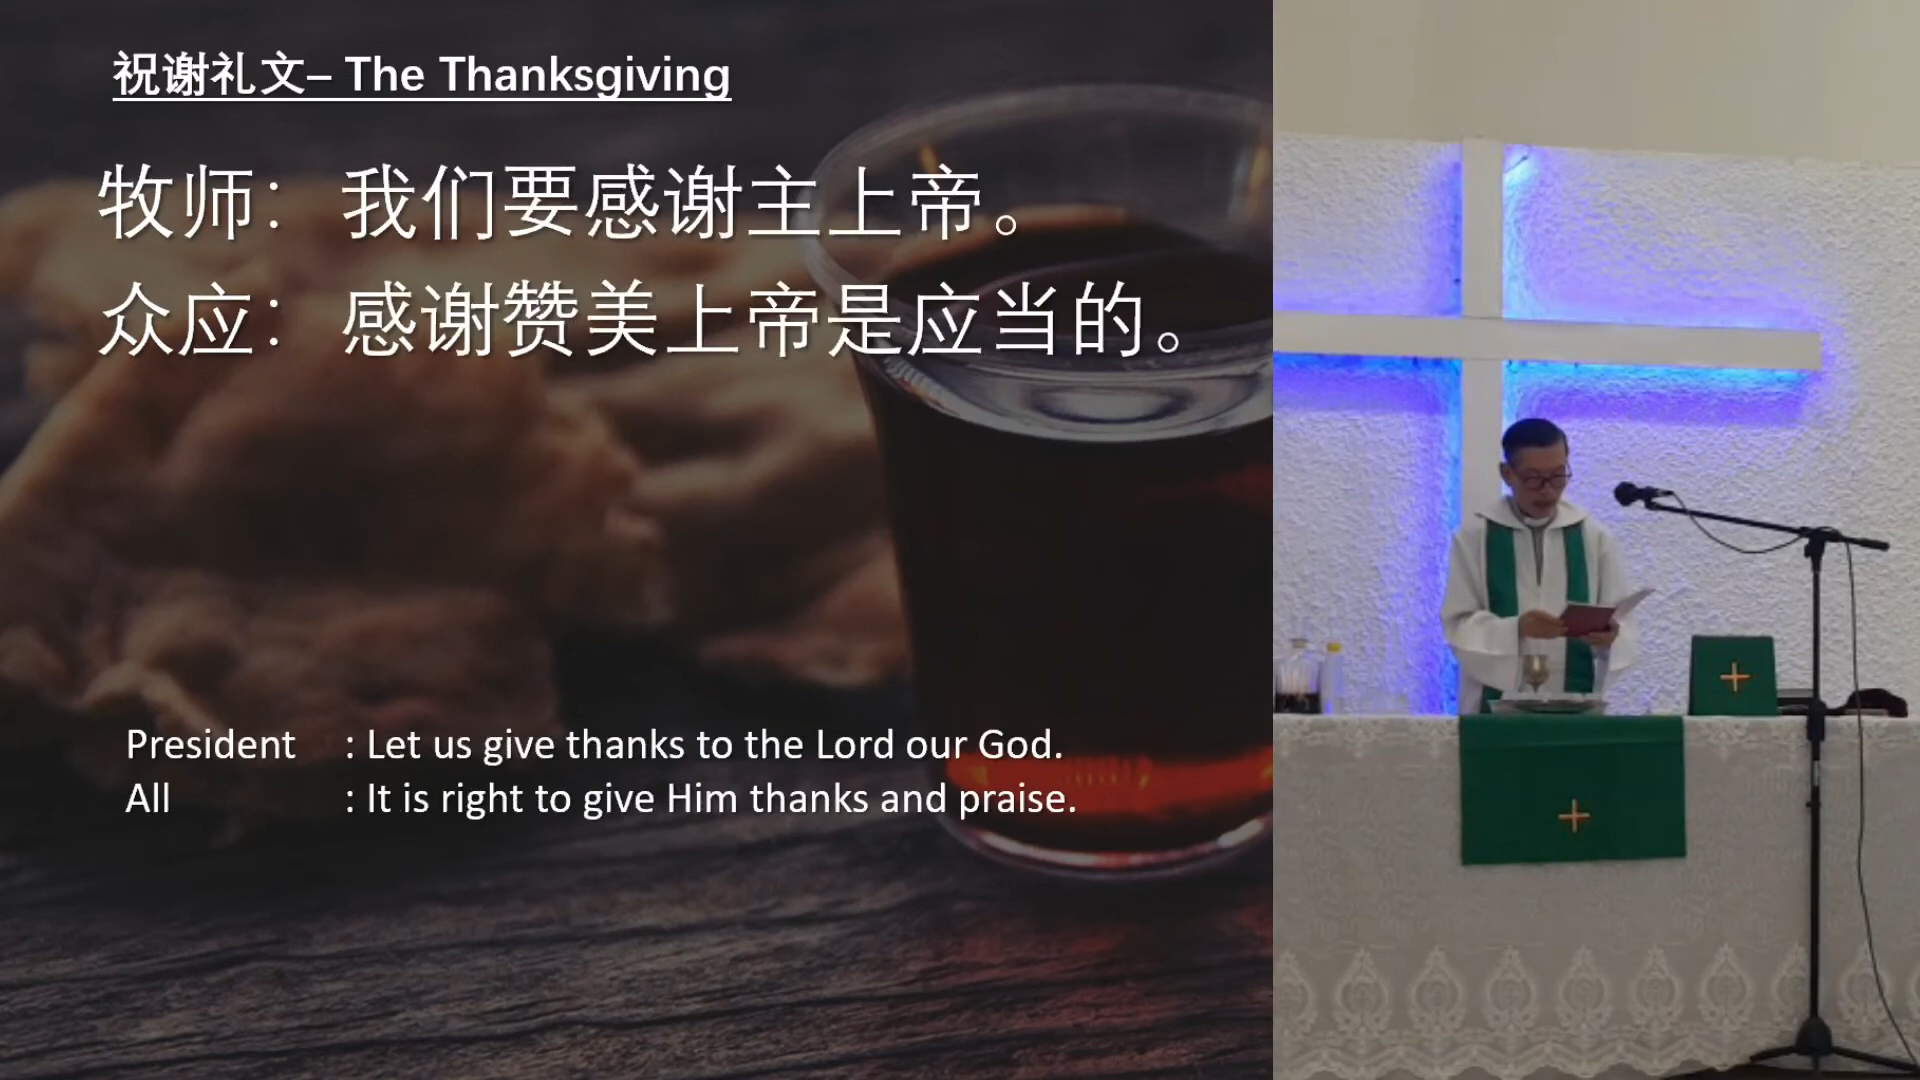 祝谢礼文– The Thanksgiving
牧师： 我们要感谢主上帝。
众应： 感谢赞美上帝是应当的。
President : Let us give thanks to the Lord our God.
All : It is right to give Him thanks and praise.